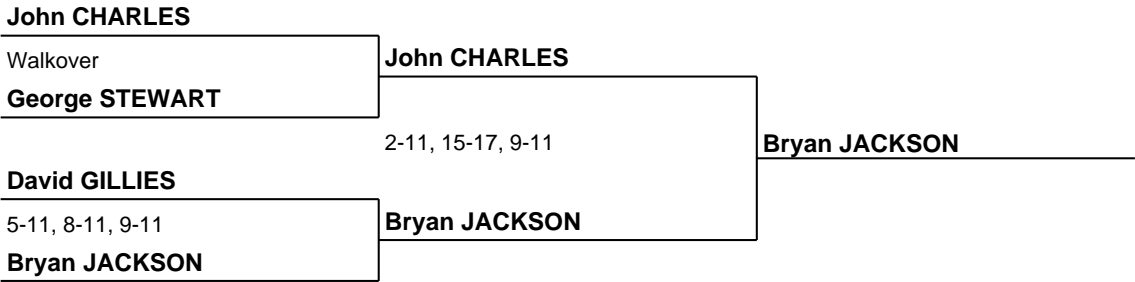 John CHARLES
Walkover
George STEWART
John CHARLES
2-11, 15-17, 9-11
Bryan JACKSON
David GILLIES
5-11, 8-11, 9-11
Bryan JACKSON
Bryan JACKSON